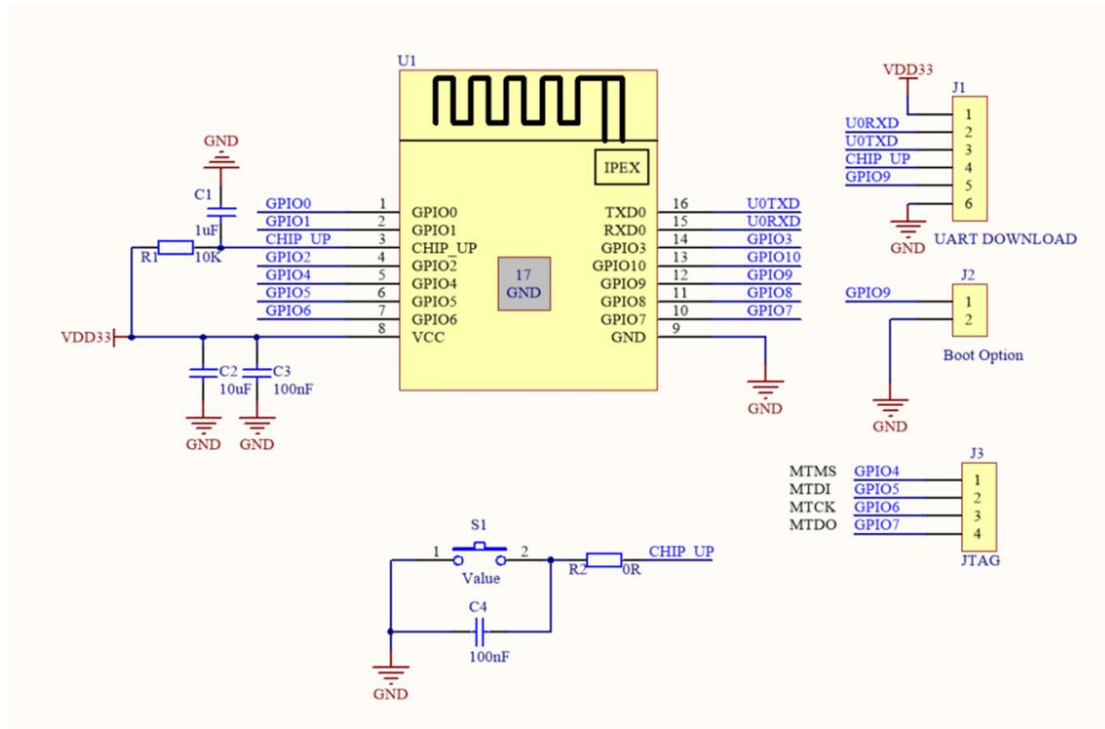 U1
IPEX
GND
C1
1uF
R1
10K
VDD33
C2
10uF
GND
C3
100nF
GND
GPIO0 1 GPIO0
GPIO1 2 GPIO1
CHIP_UP 3 CHIP_UP
GPIO2 4 GPIO2
GPIO4 5 GPIO4
GPIO5 6 GPIO5
GPIO6 7 GPIO6
8 VCC
17
GND
TXD0 16 U0TXD
RXD0 15 U0RXD
GPIO3 14 GPIO3
GPIO10 13 GPIO10
GPIO9 12 GPIO9
GPIO8 11 GPIO8
GPIO7 10 GPIO7
GND 9
GND
VDD33
J1
1
U0RXD 2
U0TXD 3
CHIP_UP 4
GPIO9 5
6
GND
UART DOWNLOAD
J2
GPIO9 1
2
Boot Option
GND
J3
MTMS GPIO4 1
MTDI GPIO5 2
MTCK GPIO6 3
MTDO GPIO7 4
JTAG
S1
1 2
Value
R2 0R CHIP_UP
C4
100nF
GND